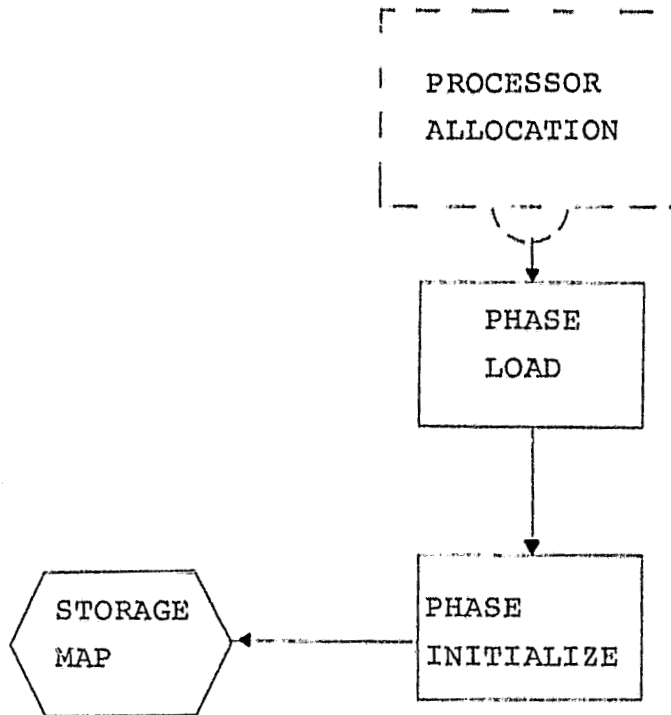 PROCESSOR
ALLOCATION
PHASE
LOAD
STORAGE
MAP
PHASE
INITIALIZE